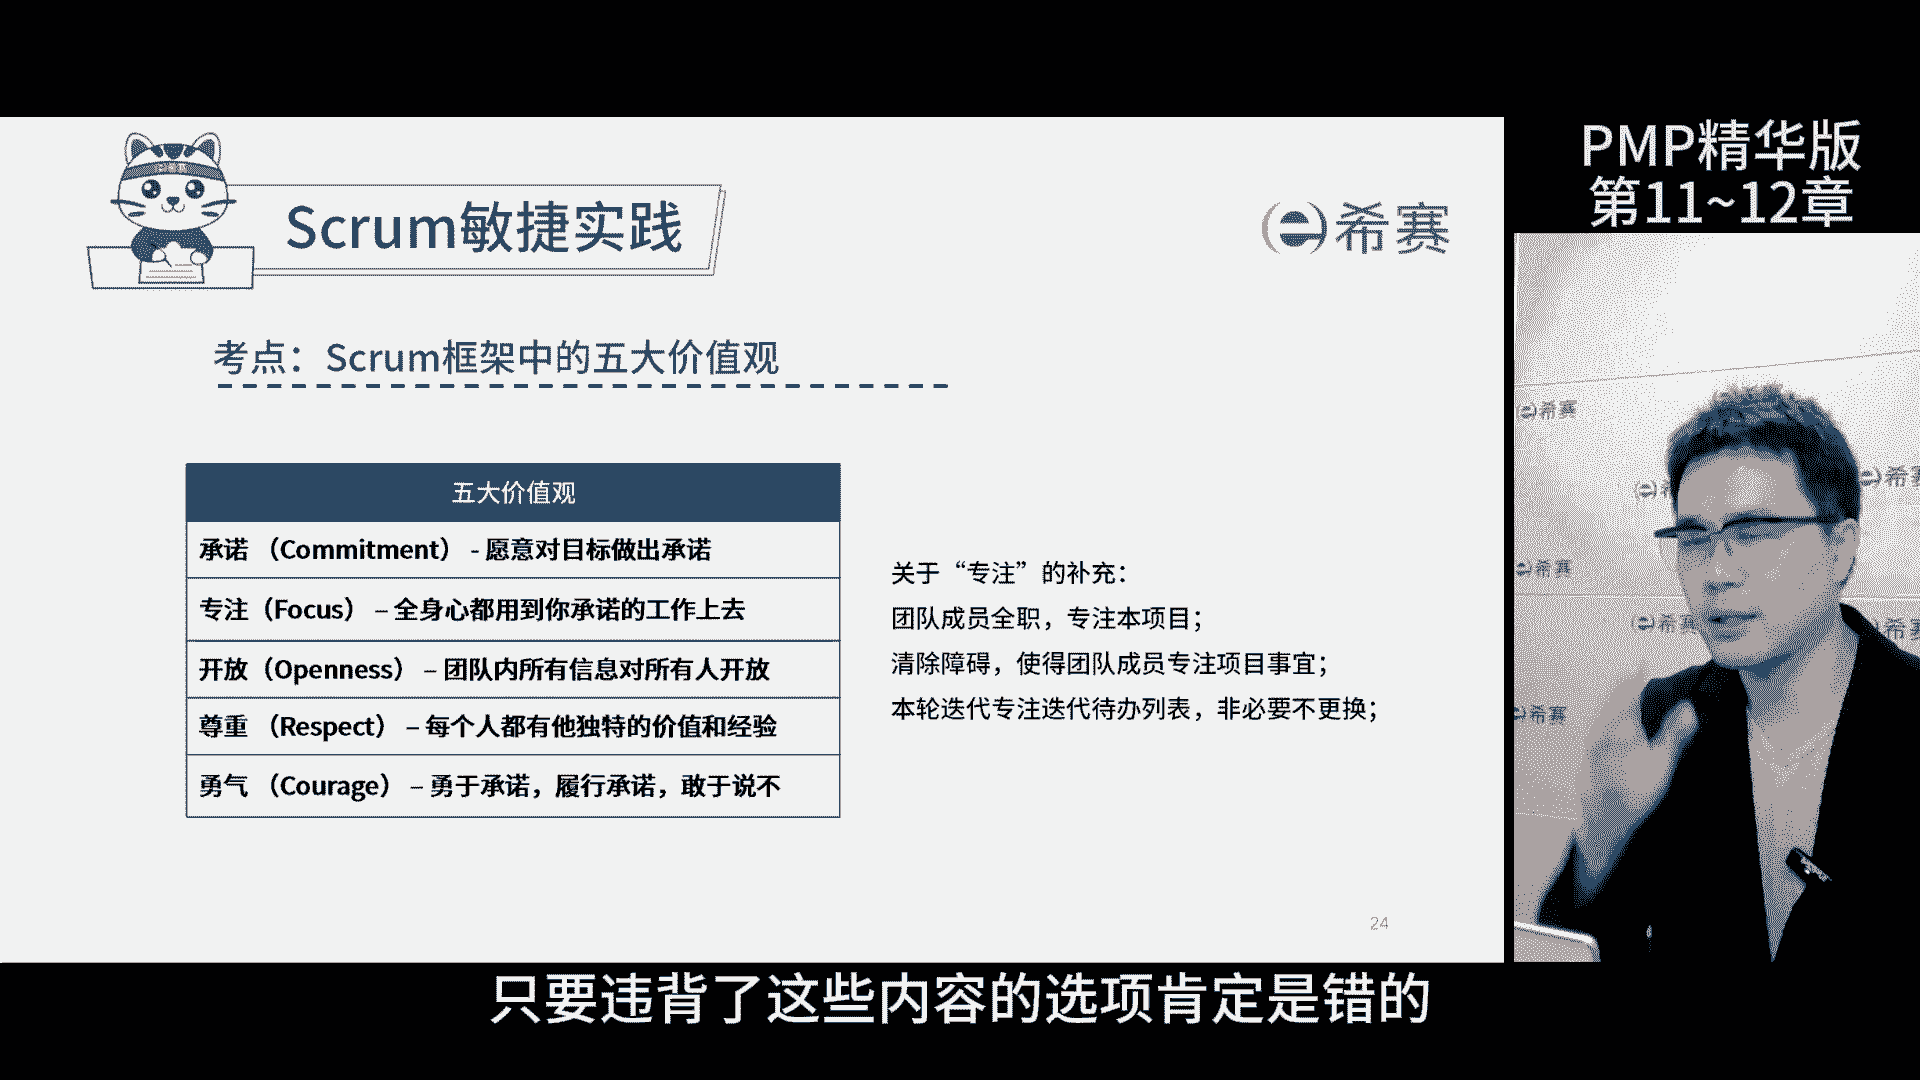 PMP精华版
第11~12章
Scrum敏捷实践
希赛
考点：Scrum框架中的五大价值观
五大价值观
承诺 （Commitment） - 愿意对目标做出承诺
专注（Focus） – 全身心都用到你承诺的工作上去
开放（Openness） – 团队内所有信息对所有人开放
尊重 （Respect） – 每个人都有他独特的价值和经验
勇气 （Courage） – 勇于承诺，履行承诺，敢于说不
关于“专注”的补充：
团队成员全职，专注本项目；
清除障碍，使得团队成员专注项目事宜；
本轮迭代专注迭代待办列表，非必要不更换；
24
希赛
希赛
希赛
希赛
希赛
只要违背了这些内容的选项肯定是错的